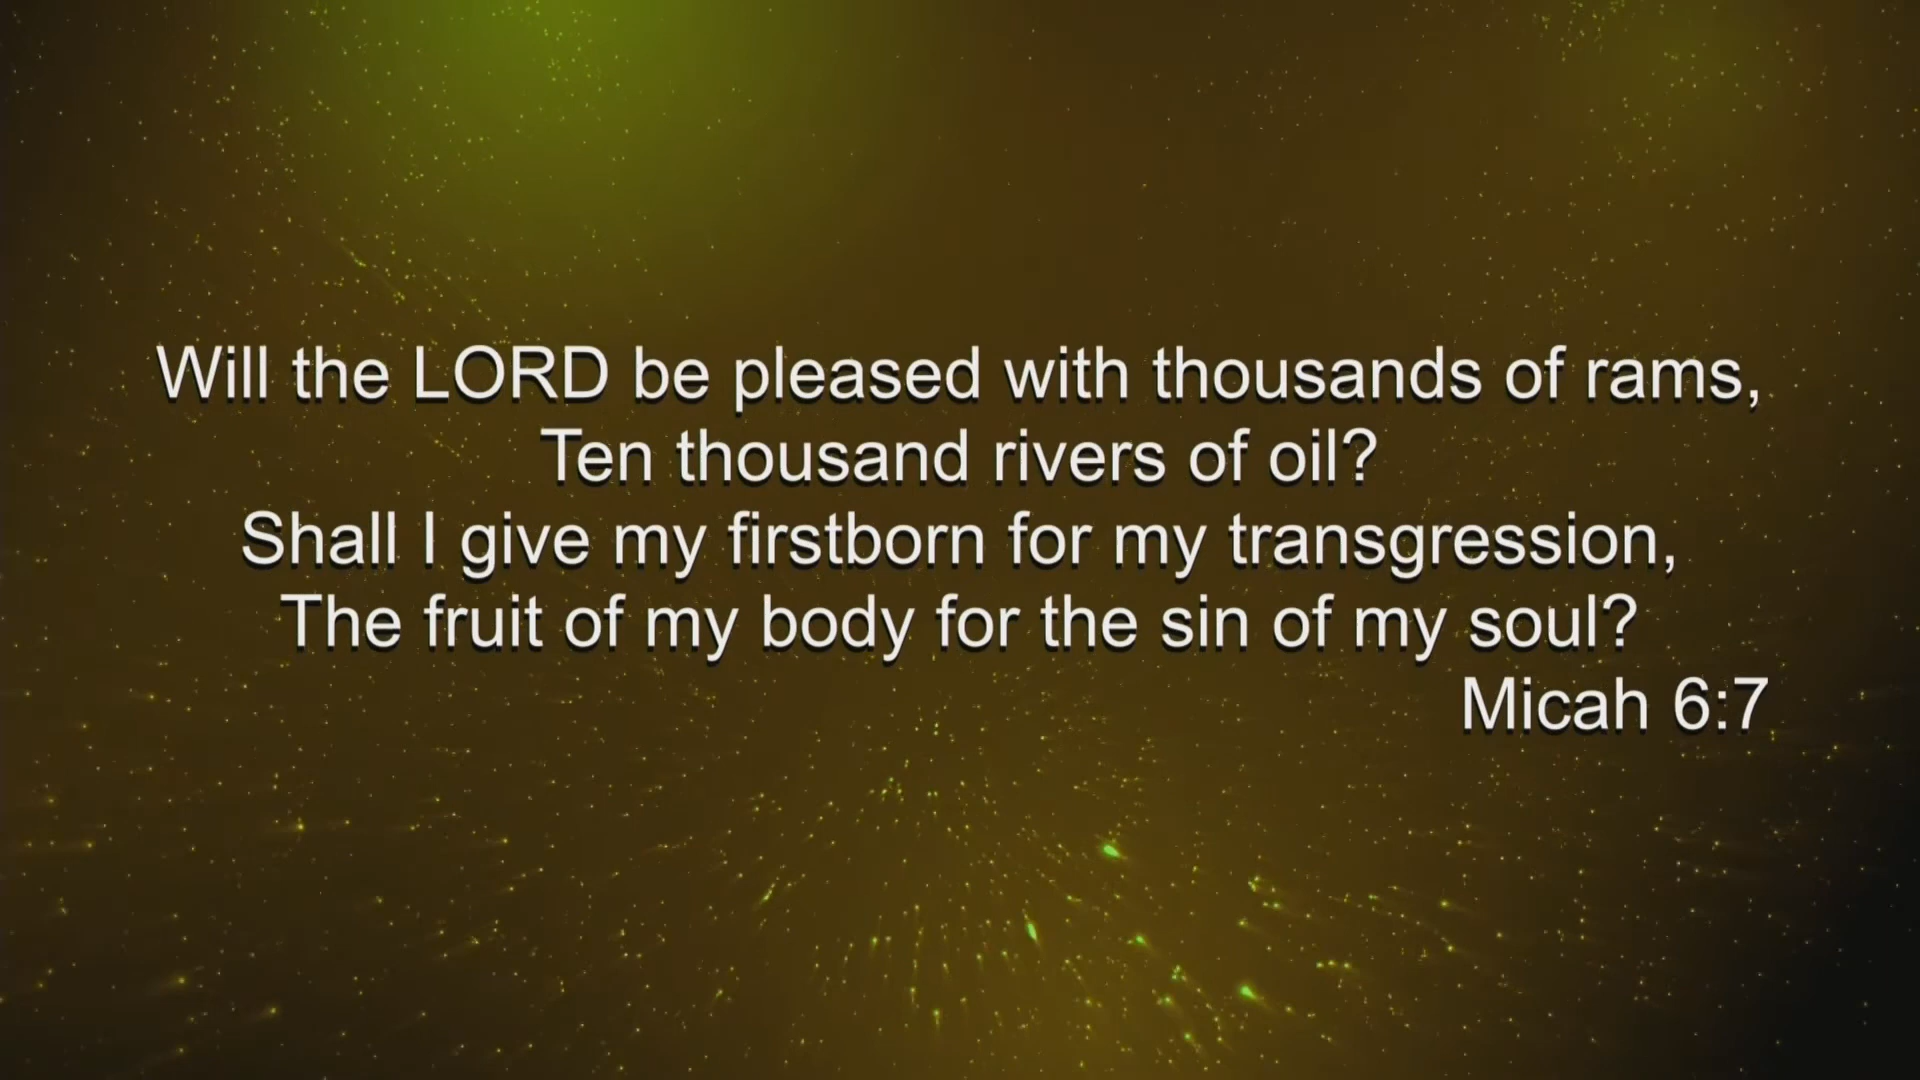 Will the LORD be pleased with thousands of rams,
Ten thousand rivers of oil?
Shall I give my firstborn for my transgression,
The fruit of my body for the sin of my soul?
Micah 6:7